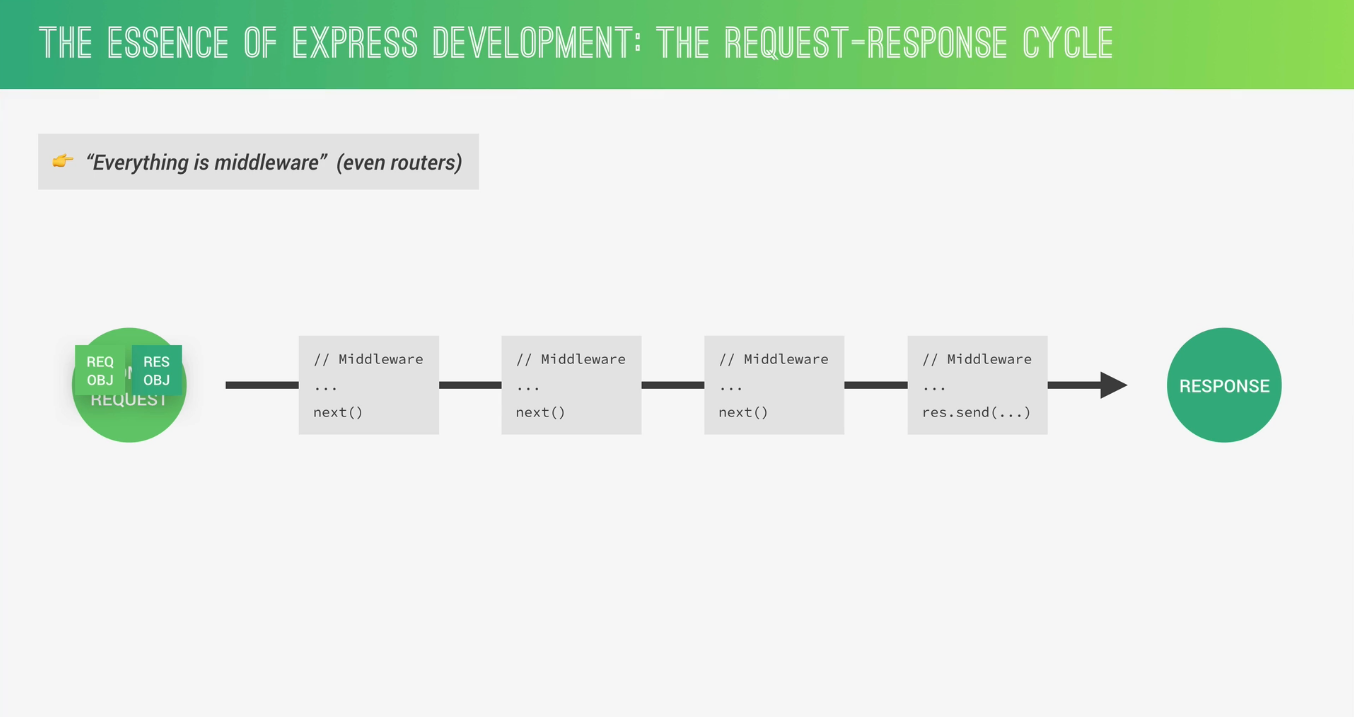 THE ESSENCE OF EXPRESS DEVELOPMENT: THE REQUEST-RESPONSE CYCLE
👉 “Everything is middleware” (even routers)
REQ
OBJ
RES
OBJ
REQUEST
// Middleware
...
next()
// Middleware
...
next()
// Middleware
...
next()
// Middleware
...
res.send(...)
RESPONSE